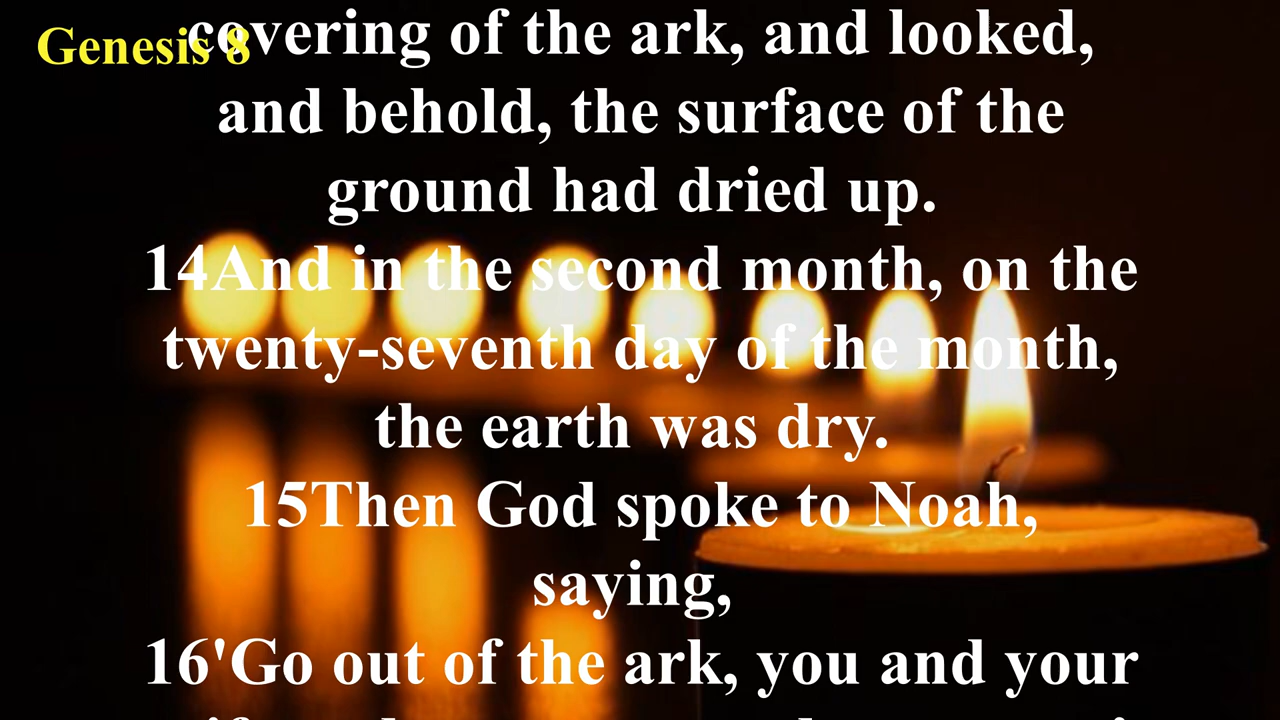 Genesis 8
covering of the ark, and looked,
and behold, the surface of the
ground had dried up.
14And in the second month, on the
twenty-seventh day of the month,
the earth was dry.
15Then God spoke to Noah,
saying,
16'Go out of the ark, you and your